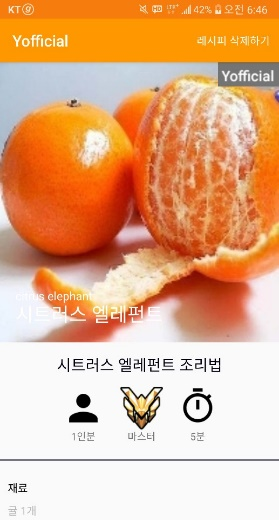 KT 42% 오전 6:46
Yofficial 레시피 삭제하기
Yofficial
citrus elephants
시트러스 엘레펀트
시트러스 엘레펀트 조리법
1인분 마스터 5분
재료
귤 1개